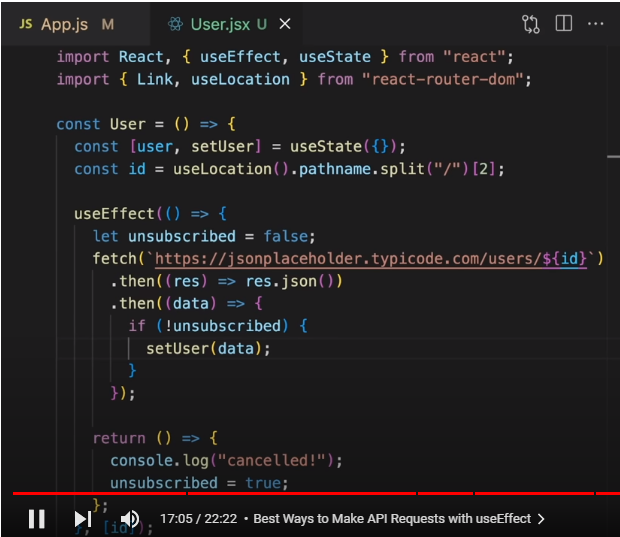 JS App.js M User.jsx U ×
import React, { useEffect, useState } from "react";
import { Link, useLocation } from "react-router-dom";
const User = () => {
const [user, setUser] = useState({});
const id = useLocation().pathname.split("/")[2];
useEffect(() => {
let unsubscribed = false;
fetch(`https://jsonplaceholder.typicode.com/users/${id}`)
.then((res) => res.json())
.then((data) => {
if (!unsubscribed) {
setUser(data);
}
});
return () => {
console.log("cancelled!");
unsubscribed = true;
};
}, [id]);
17:05 / 22:22 • Best Ways to Make API Requests with useEffect >